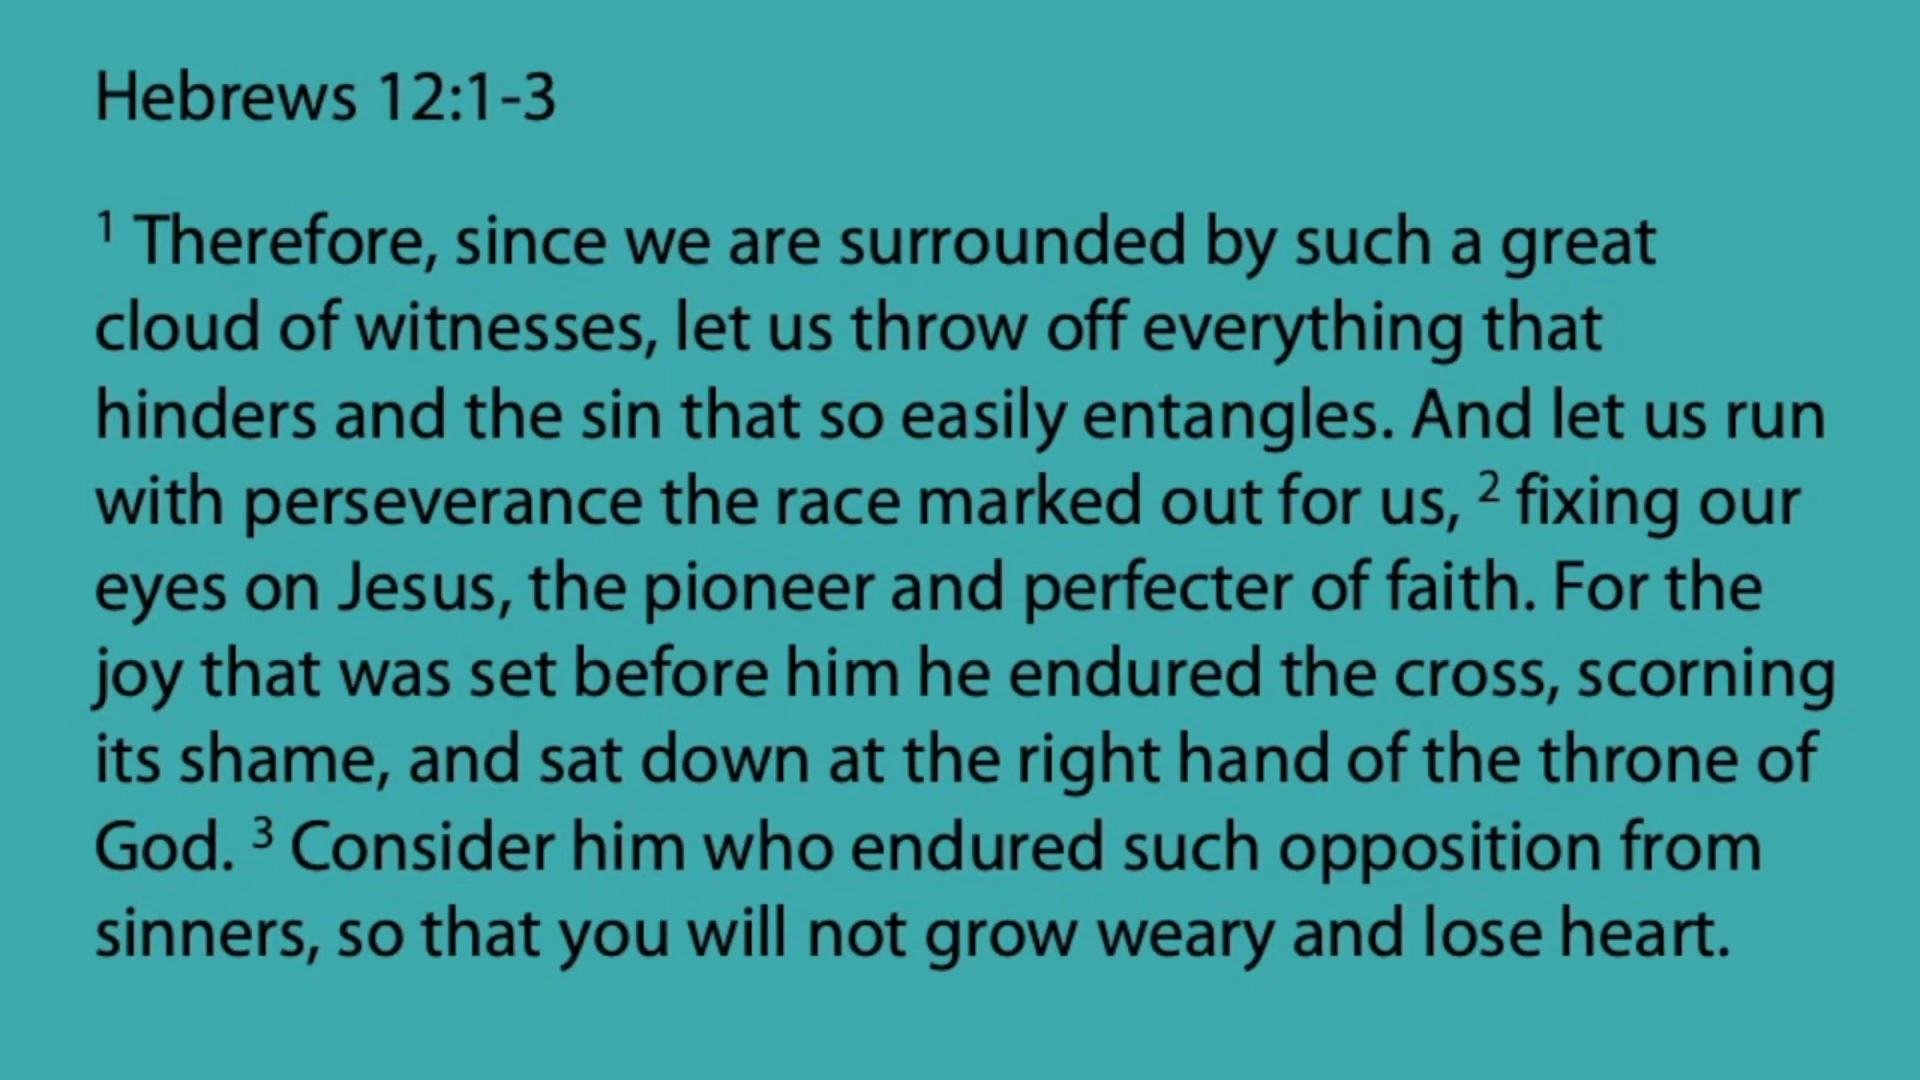 Hebrews 12:1-3
¹ Therefore, since we are surrounded by such a great
cloud of witnesses, let us throw off everything that
hinders and the sin that so easily entangles. And let us run
with perseverance the race marked out for us, ² fixing our
eyes on Jesus, the pioneer and perfecter of faith. For the
joy that was set before him he endured the cross, scorning
its shame, and sat down at the right hand of the throne of
God. ³ Consider him who endured such opposition from
sinners, so that you will not grow weary and lose heart.